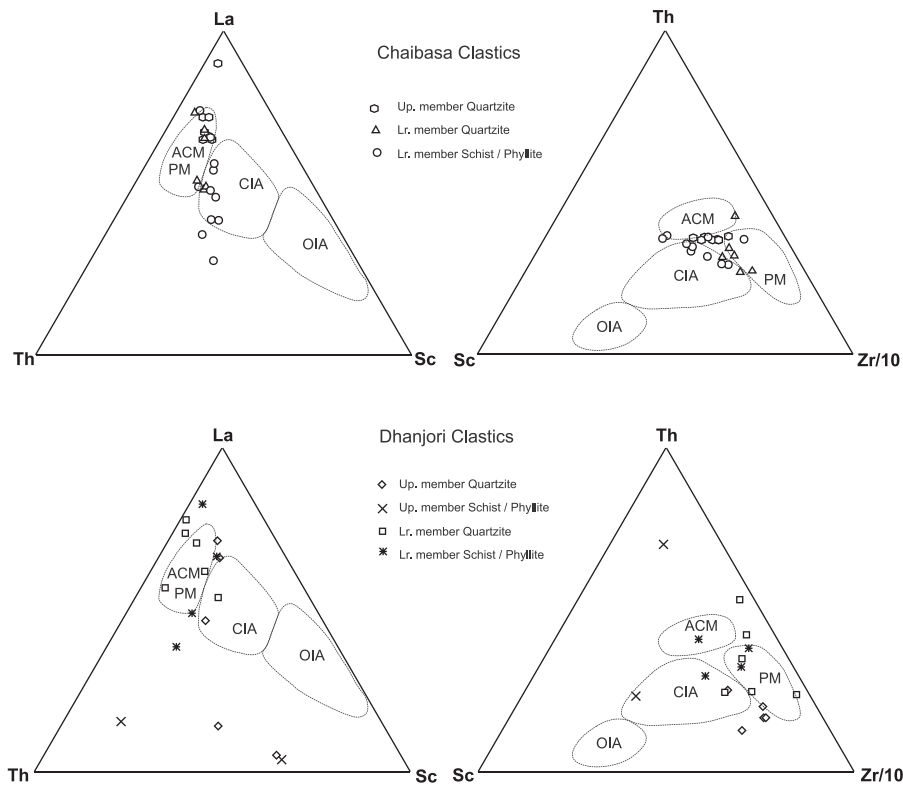 La
Th
Chaibasa Clastics
Up. member Quartzite
Lr. member Quartzite
Lr. member Schist / Phyllite
ACM
PM
CIA
OIA
ACM
CIA
PM
OIA
Th
Sc
Sc
Zr/10
La
Th
Dhanjori Clastics
Up. member Quartzite
Up. member Schist / Phyllite
Lr. member Quartzite
Lr. member Schist / Phyllite
ACM
PM
CIA
OIA
ACM
CIA
PM
OIA
Th
Sc
Sc
Zr/10